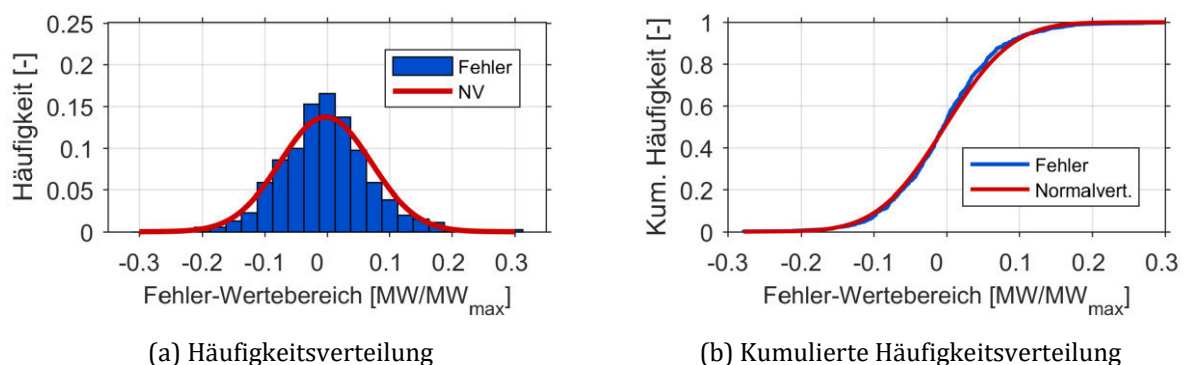 0.25
0.2
0.15
0.1
0.05
0
Häufigkeit [-]
Fehler
NV
-0.3 -0.2 -0.1 0 0.1 0.2 0.3
Fehler-Wertebereich [MW/MWmax]
(a) Häufigkeitsverteilung
1
0.8
0.6
0.4
0.2
0
Kum. Häufigkeit [-]
Fehler
Normalvert.
-0.3 -0.2 -0.1 0 0.1 0.2 0.3
Fehler-Wertebereich [MW/MWmax]
(b) Kumulierte Häufigkeitsverteilung